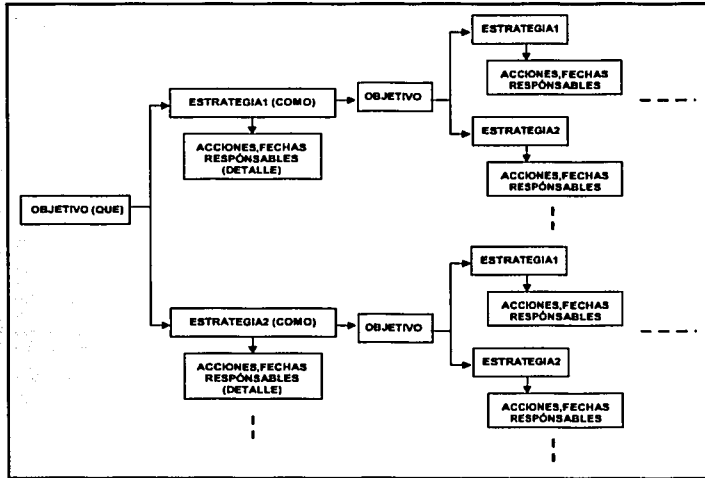 ESTRATEGIA1
ACCIONES,FECHAS
RESPÓNSABLES
ESTRATEGIA1 (COMO)
OBJETIVO
ACCIONES,FECHAS
RESPÓNSABLES
(DETALLE)
ESTRATEGIA2
ACCIONES,FECHAS
RESPÓNSABLES
OBJETIVO (QUE)
ESTRATEGIA1
ACCIONES,FECHAS
RESPÓNSABLES
ESTRATEGIA2 (COMO)
OBJETIVO
ACCIONES,FECHAS
RESPÓNSABLES
(DETALLE)
ESTRATEGIA2
ACCIONES,FECHAS
RESPÓNSABLES